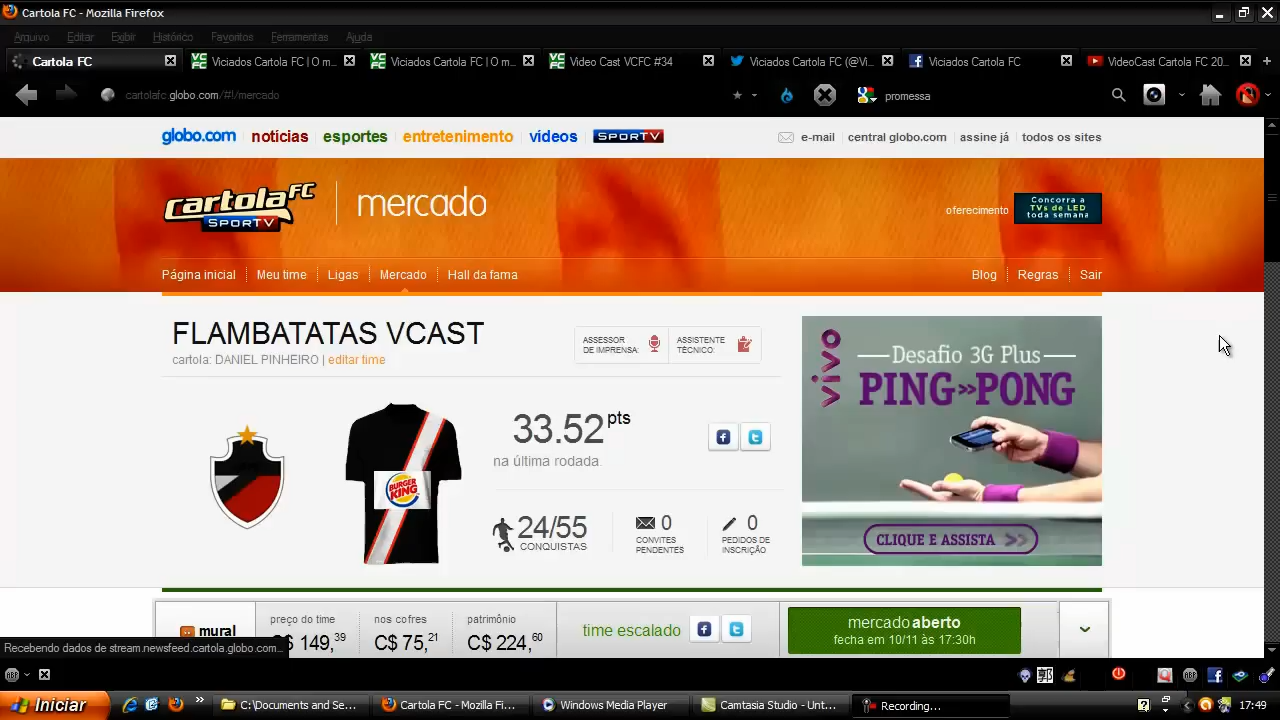 Cartola FC - Mozilla Firefox
Arquivo Editar Exibir Histórico Favoritos Ferramentas Ajuda
Cartola FC
Viciados Cartola FC | O m...
Viciados Cartola FC | O m...
Video Cast VCFC #34
Viciados Cartola FC (@Vi...
Viciados Cartola FC
VideoCast Cartola FC 20...
cartolafc.globo.com/#!/mercado
promessa
globo.com notícias esportes entretenimento vídeos SPORTV
e-mail central globo.com assine já todos os sites
cartola FC
SPORTV
mercado
oferecimento
Concorra a
TVs de LED
toda semana
Página inicial Meu time Ligas Mercado Hall da fama
Blog Regras Sair
FLAMBATATAS VCAST
cartola: DANIEL PINHEIRO | editar time
ASSESSOR
DE IMPRENSA:
ASSISTENTE
TÉCNICO:
33.52 pts
na última rodada.
BURGER
KING
24/55
CONQUISTAS
0
CONVITES
PENDENTES
0
PEDIDOS DE
INSCRIÇÃO
vivo
Desafio 3G Plus
PING»PONG
CLIQUE E ASSISTA >>
mural
preço do time
C$ 149,39
nos cofres
C$ 75,21
patrimônio
C$ 224,60
time escalado
mercado aberto
fecha em 10/11 às 17:30h
Recebendo dados de stream.newsfeed.cartola.globo.com...
Iniciar
C:\Documents and Se...
Cartola FC - Mozilla Fi...
Windows Media Player
Camtasia Studio - Unt...
Recording...
17:49